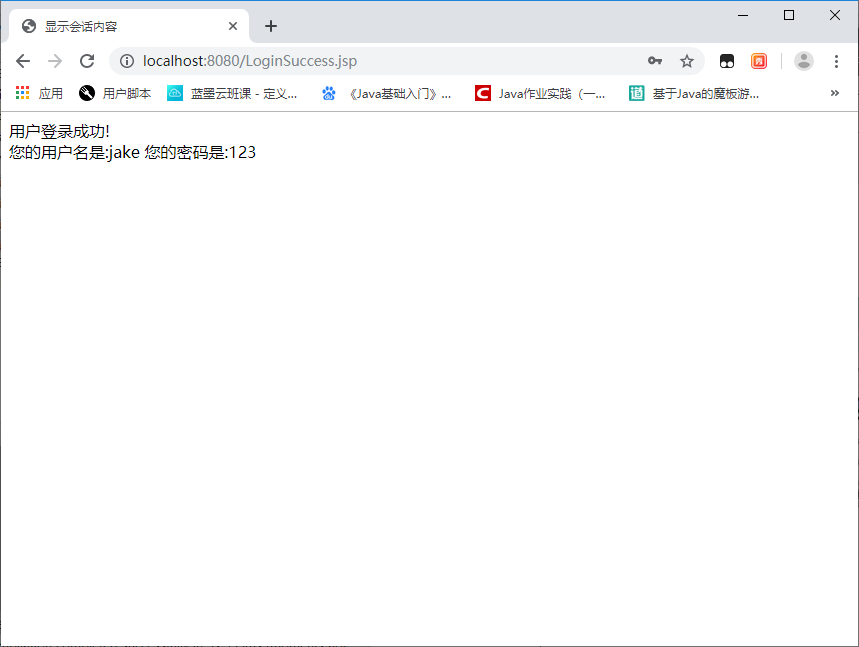 显示会话内容
localhost:8080/LoginSuccess.jsp
应用 用户脚本 蓝墨云班课 - 定义... 《Java基础入门》... Java作业实践（一... 基于Java的魔板游...
用户登录成功!
您的用户名是:jake 您的密码是:123